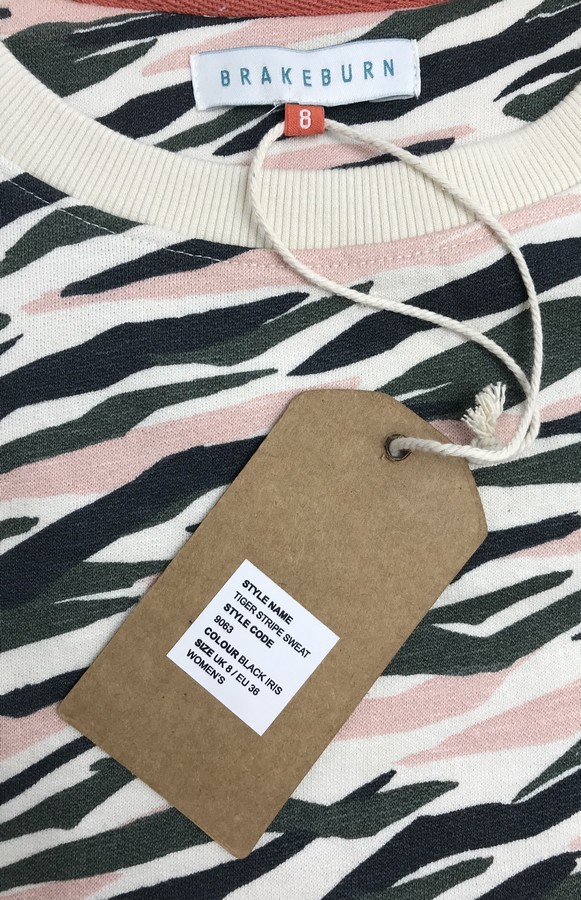 BRAKEBURN
8
STYLE NAME
TIGER STRIPE SWEAT
STYLE CODE
9063
COLOUR BLACK IRIS
SIZE UK 8 / EU 36
WOMEN'S